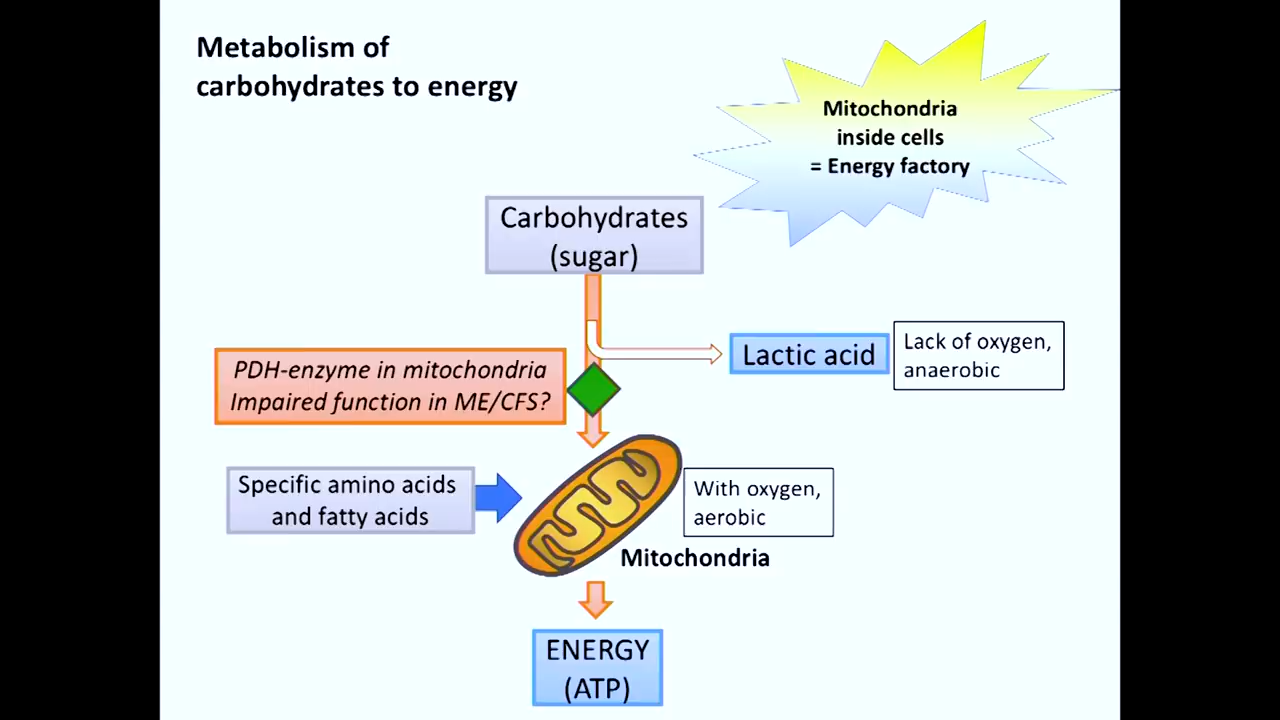 Metabolism of
carbohydrates to energy
Mitochondria
inside cells
= Energy factory
Carbohydrates
(sugar)
Lactic acid
Lack of oxygen,
anaerobic
PDH-enzyme in mitochondria
Impaired function in ME/CFS?
Specific amino acids
and fatty acids
With oxygen,
aerobic
Mitochondria
ENERGY
(ATP)